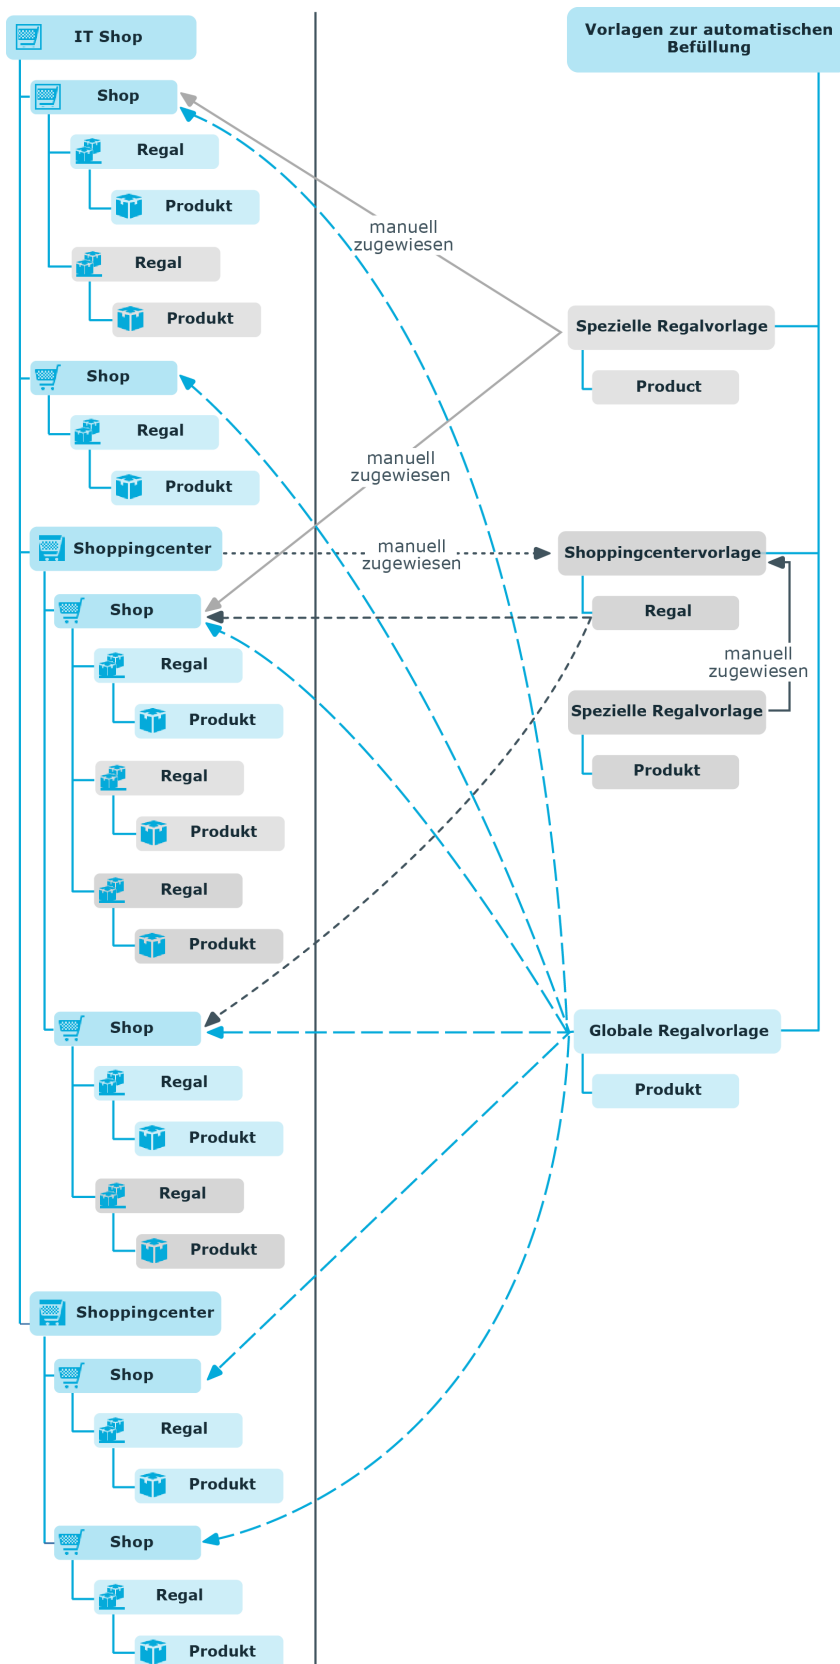 IT Shop
Shop
Regal
Produkt
Regal
Produkt
Shop
Regal
Produkt
Shoppingcenter
Shop
Regal
Produkt
Regal
Produkt
Regal
Produkt
Shop
Regal
Produkt
Regal
Produkt
Shoppingcenter
Shop
Regal
Produkt
Shop
Regal
Produkt
manuell
zugewiesen
manuell
zugewiesen
manuell
zugewiesen
Vorlagen zur automatischen
Befüllung
Spezielle Regalvorlage
Product
Shoppingcentervorlage
Regal
manuell
zugewiesen
Spezielle Regalvorlage
Produkt
Globale Regalvorlage
Produkt